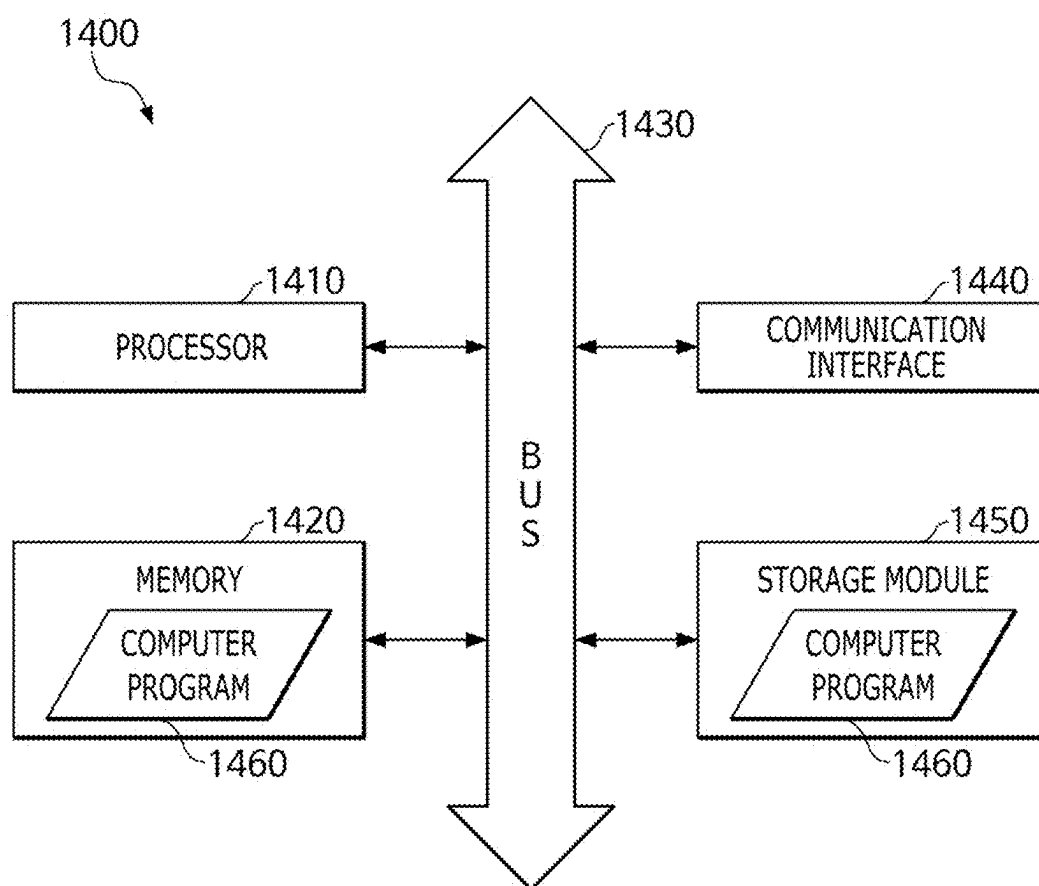 1400
1430
1410
PROCESSOR
1440
COMMUNICATION
INTERFACE
B
U
S
1420
MEMORY
COMPUTER
PROGRAM
1460
1450
STORAGE MODULE
COMPUTER
PROGRAM
1460